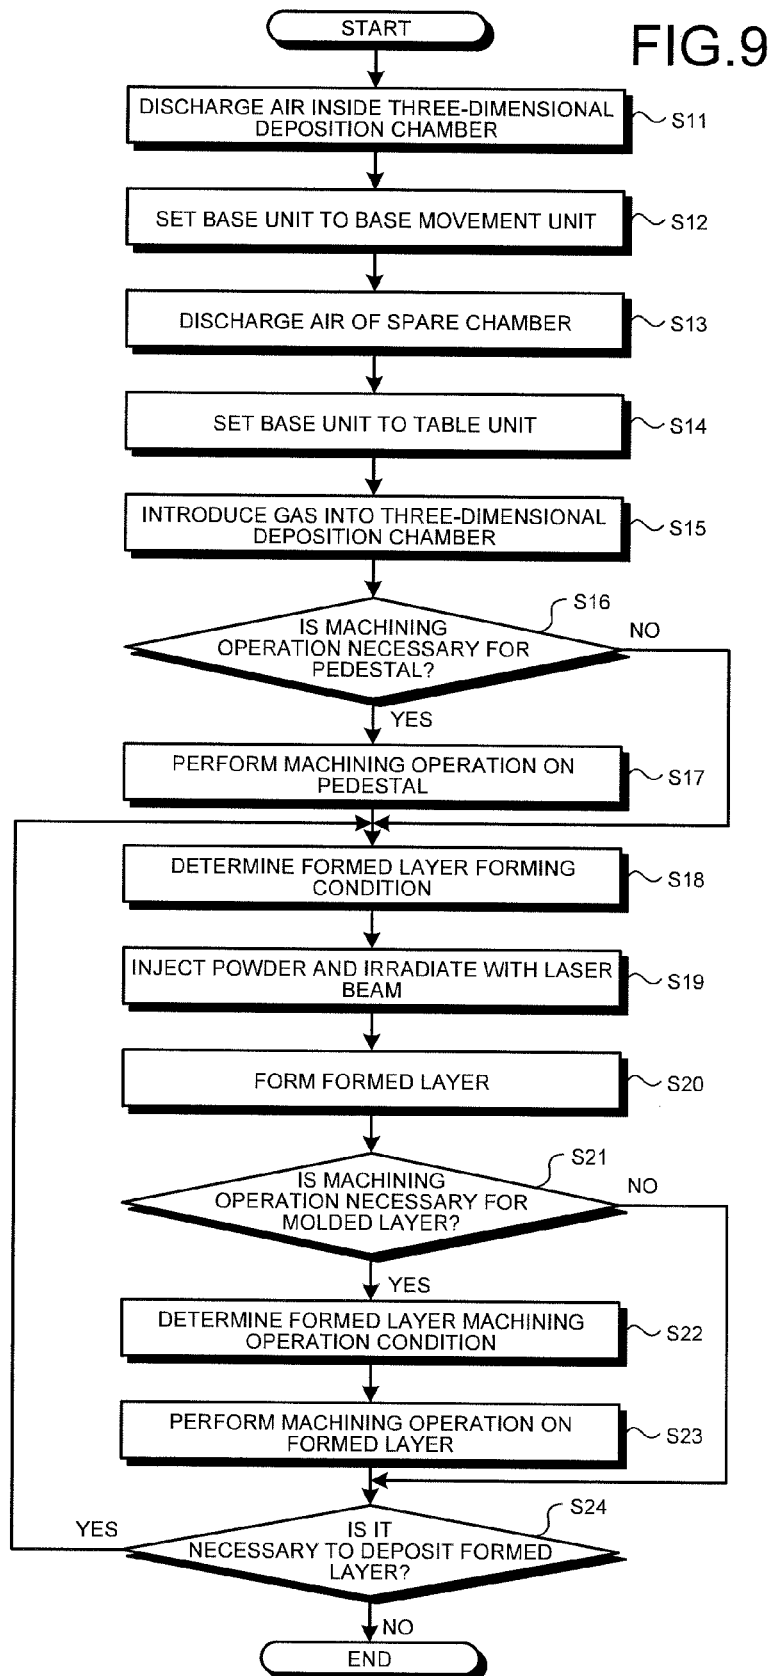 START
FIG.9
DISCHARGE AIR INSIDE THREE-DIMENSIONAL
DEPOSITION CHAMBER
S11
SET BASE UNIT TO BASE MOVEMENT UNIT
S12
DISCHARGE AIR OF SPARE CHAMBER
S13
SET BASE UNIT TO TABLE UNIT
S14
INTRODUCE GAS INTO THREE-DIMENSIONAL
DEPOSITION CHAMBER
S15
S16
IS MACHINING
OPERATION NECESSARY FOR
PEDESTAL?
NO
YES
PERFORM MACHINING OPERATION ON
PEDESTAL
S17
DETERMINE FORMED LAYER FORMING
CONDITION
S18
INJECT POWDER AND IRRADIATE WITH LASER
BEAM
S19
FORM FORMED LAYER
S20
S21
IS MACHINING
OPERATION NECESSARY FOR
MOLDED LAYER?
NO
YES
DETERMINE FORMED LAYER MACHINING
OPERATION CONDITION
S22
PERFORM MACHINING OPERATION ON
FORMED LAYER
S23
S24
YES
IS IT
NECESSARY TO DEPOSIT FORMED
LAYER?
NO
END